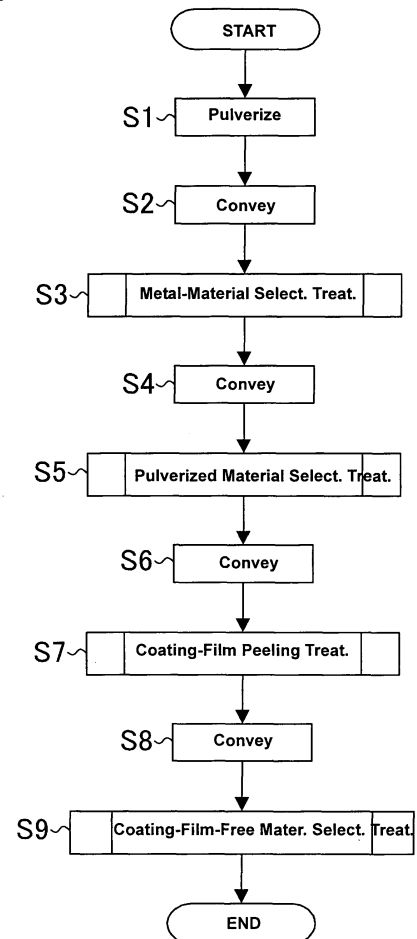 START
S1 Pulverize
S2 Convey
S3 Metal-Material Select. Treat.
S4 Convey
S5 Pulverized Material Select. Treat.
S6 Convey
S7 Coating-Film Peeling Treat.
S8 Convey
S9 Coating-Film-Free Mater. Select. Treat.
END